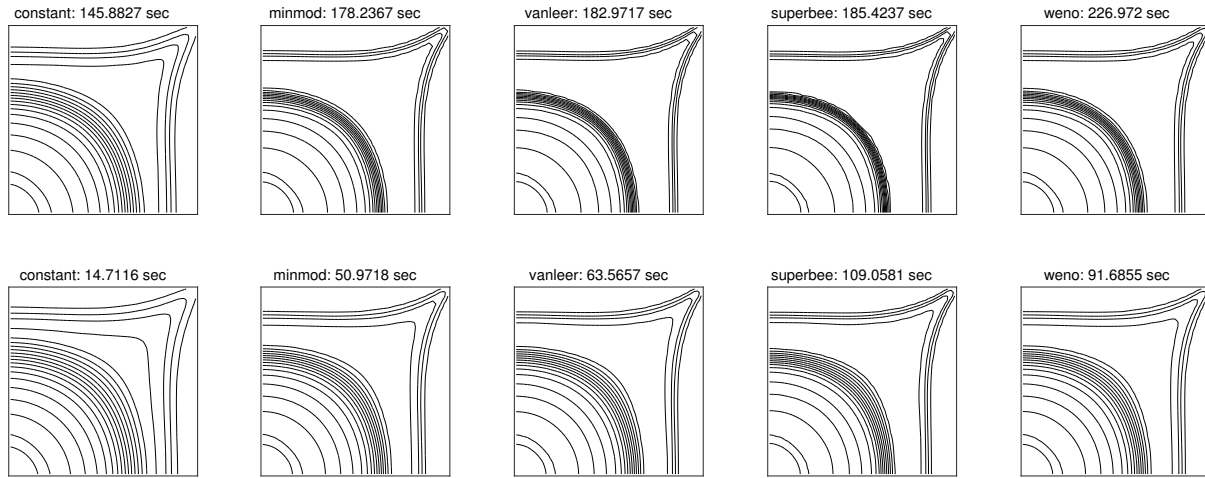 constant: 145.8827 sec
minmod: 178.2367 sec
vanleer: 182.9717 sec
superbee: 185.4237 sec
weno: 226.972 sec
constant: 14.7116 sec
minmod: 50.9718 sec
vanleer: 63.5657 sec
superbee: 109.0581 sec
weno: 91.6855 sec